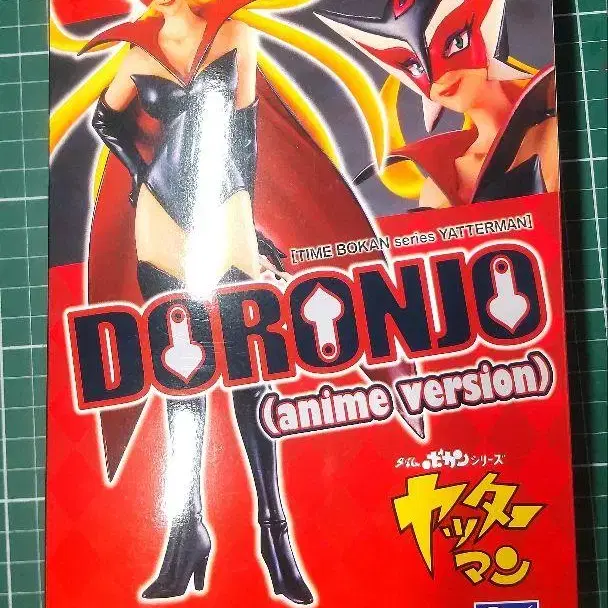 [TIME BOKAN series YATTERMAN]
DORONJO
(anime version)
タイムボカンシリーズ
ヤッター
マン